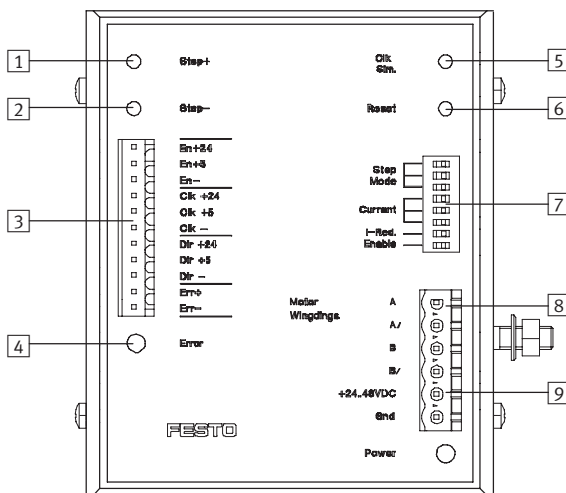 1
Step+
Clk
Sim.
5
2
Step-
Reset
6
En+24
En+5
En-
Clk +24
Clk +5
Clk -
Dir +24
Dir +5
Dir -
Err+
Err-
3
Step
Mode
Current
I-Red.
Enable
7
Motor
Wingdings
A
A/
B
B/
+24..48VDC
Gnd
8
9
4
Error
FESTO
Power